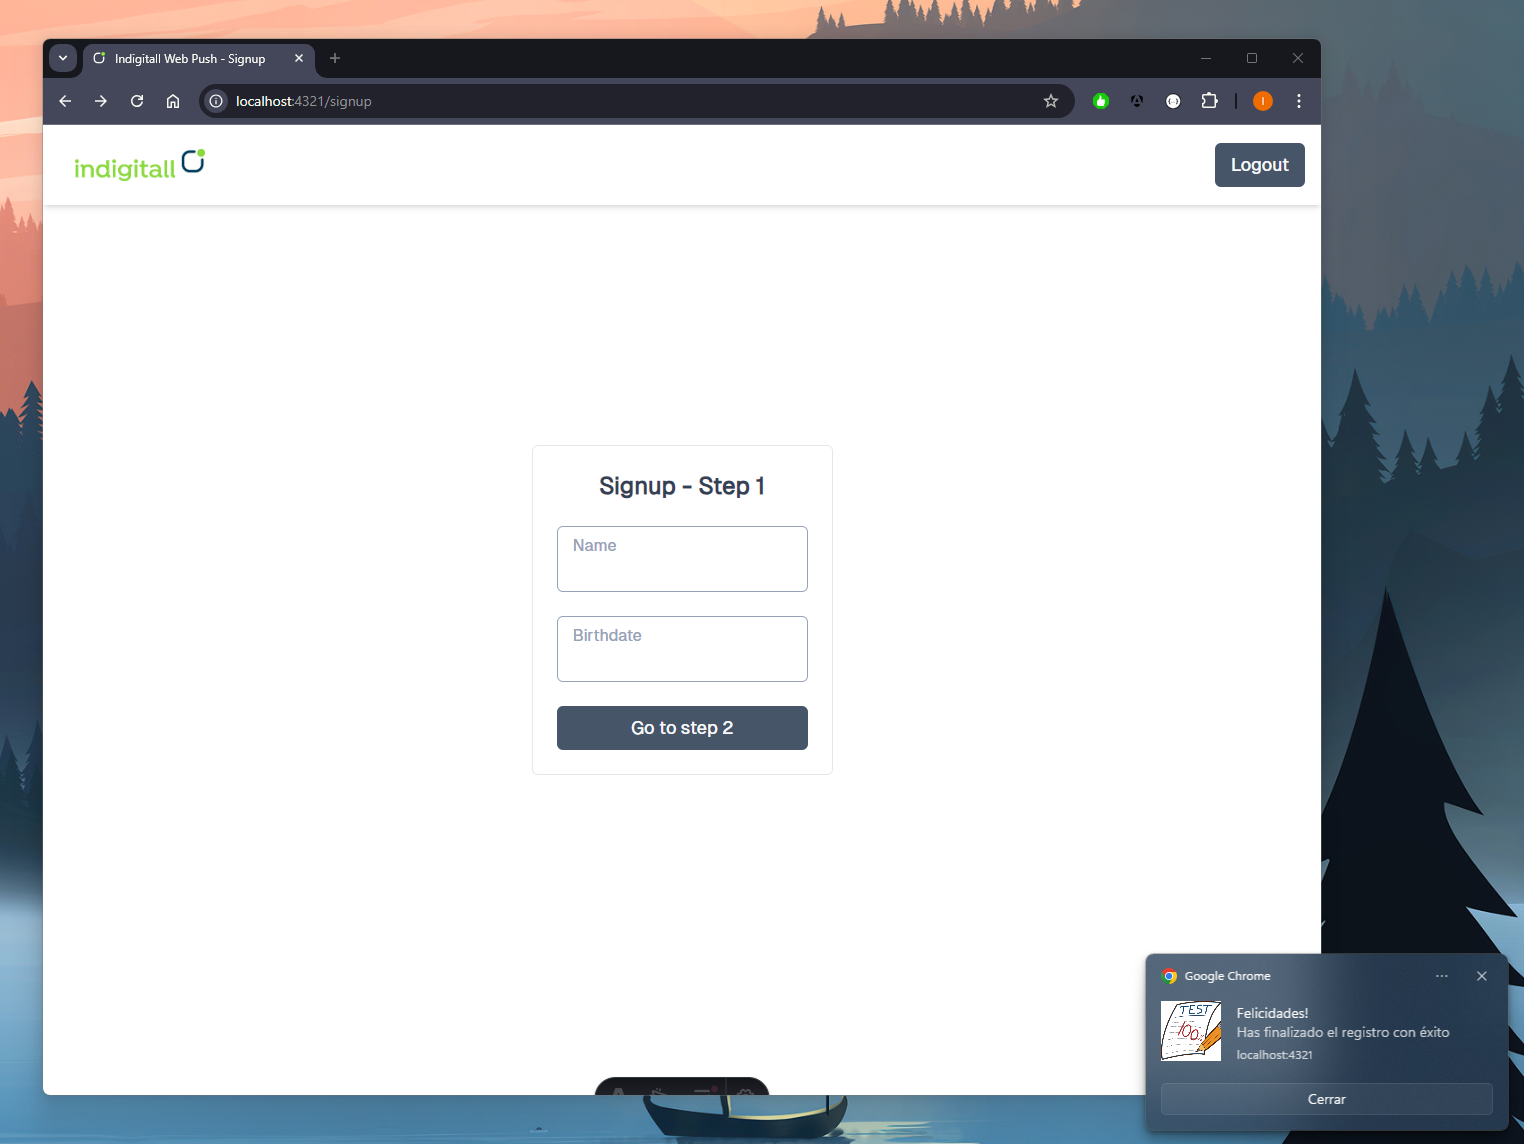 Indigitall Web Push - Signup
localhost:4321/signup
I
indigitall
Logout
Signup - Step 1
Name
Birthdate
Go to step 2
Google Chrome
TEST
100
Felicidades!
Has finalizado el registro con éxito
localhost:4321
Cerrar